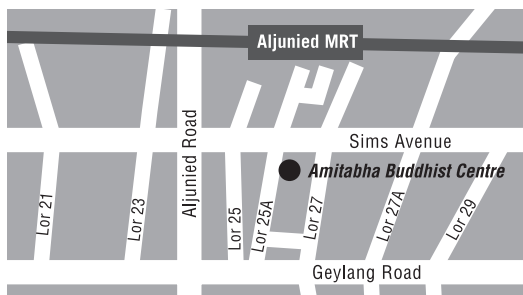 Aljunied MRT
Sims Avenue
Amitabha Buddhist Centre
Aljunied Road
Lor 21
Lor 23
Lor 25
Lor 25A
Lor 27
Lor 27A
Lor 29
Geylang Road